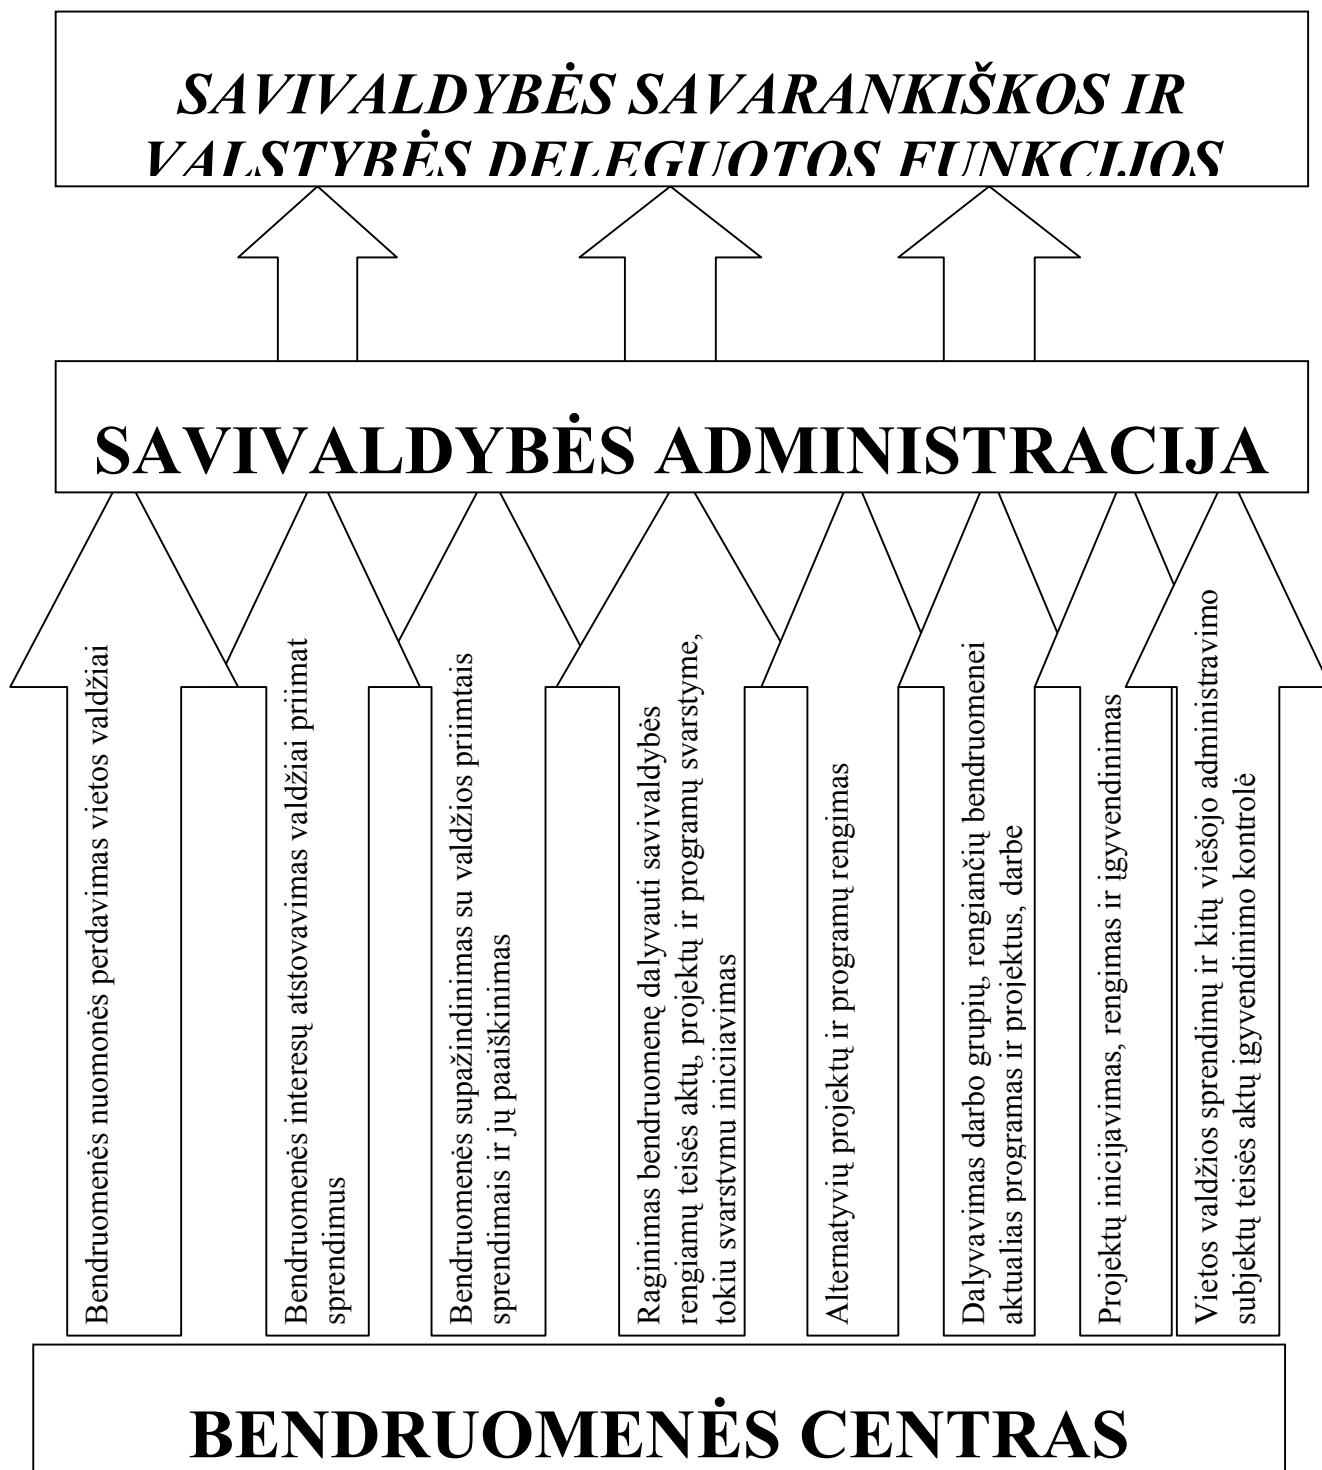 SAVIVALDYBĖS SAVARANKIŠKOS IR
VALSTYBĖS DELEGUOTOS FUNKCIJOS
SAVIVALDYBĖS ADMINISTRACIJA
Bendruomenės nuomonės perdavimas vietos valdžiai
Bendruomenės interesų atstovavimas valdžiai priimat
sprendimus
Bendruomenės supažindinimas su valdžios priimtais
sprendimais ir jų paaiškinimas
Raginimas bendruomenę dalyvauti savivaldybės
rengiamų teisės aktų, projektų ir programų svarstyme,
tokiu svarstymu iniciiavimas
Alternatyvių projektų ir programų rengimas
Dalyvavimas darbo grupių, rengiančių bendruomenei
aktualias programas ir projektus, darbe
Projektų inicijavimas, rengimas ir įgyvendinimas
Vietos valdžios sprendimų ir kitų viešojo administravimo
subjektų teisės aktų įgyvendinimo kontrolė
BENDRUOMENĖS CENTRAS